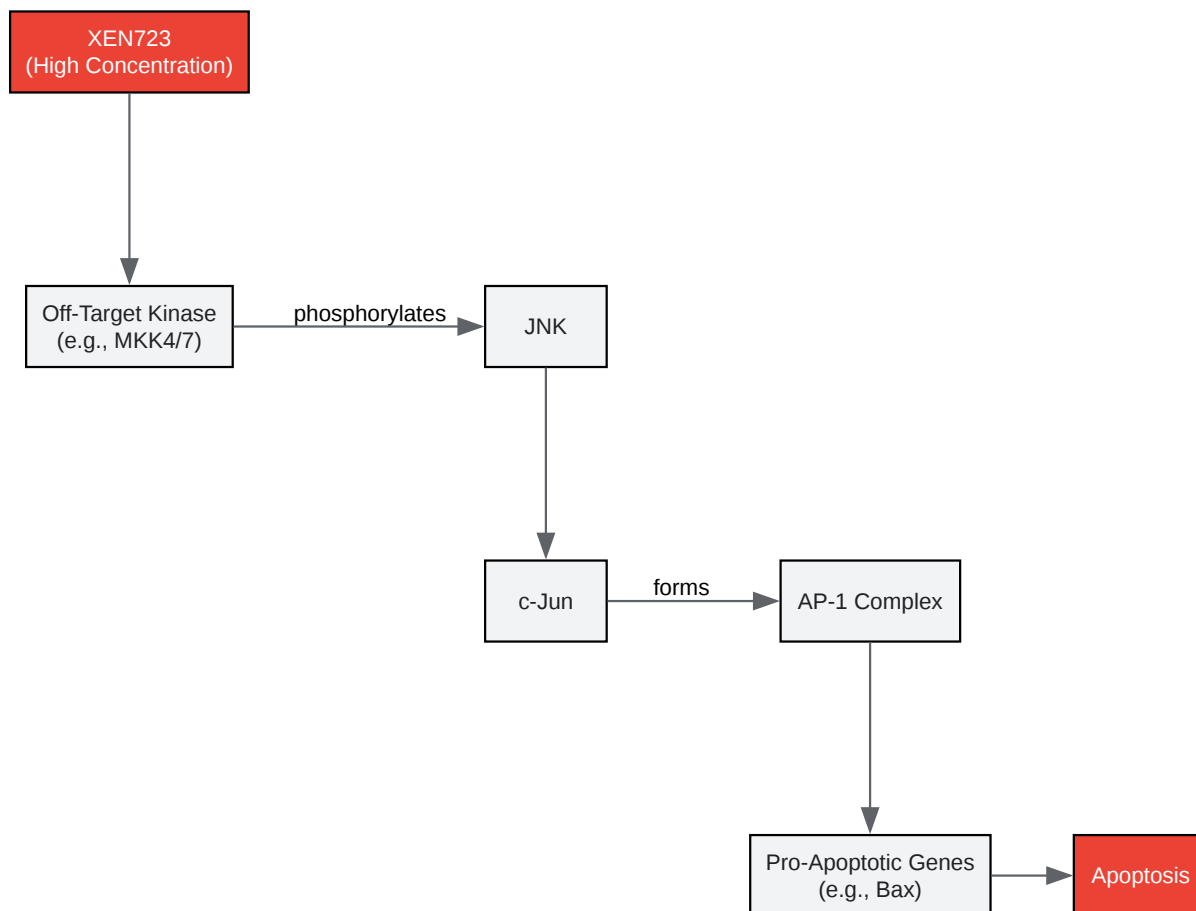 XEN723
(High Concentration)
Off-Target Kinase
(e.g., MKK4/7)
phosphorylates
JNK
c-Jun
forms
AP-1 Complex
Pro-Apoptotic Genes
(e.g., Bax)
Apoptosis